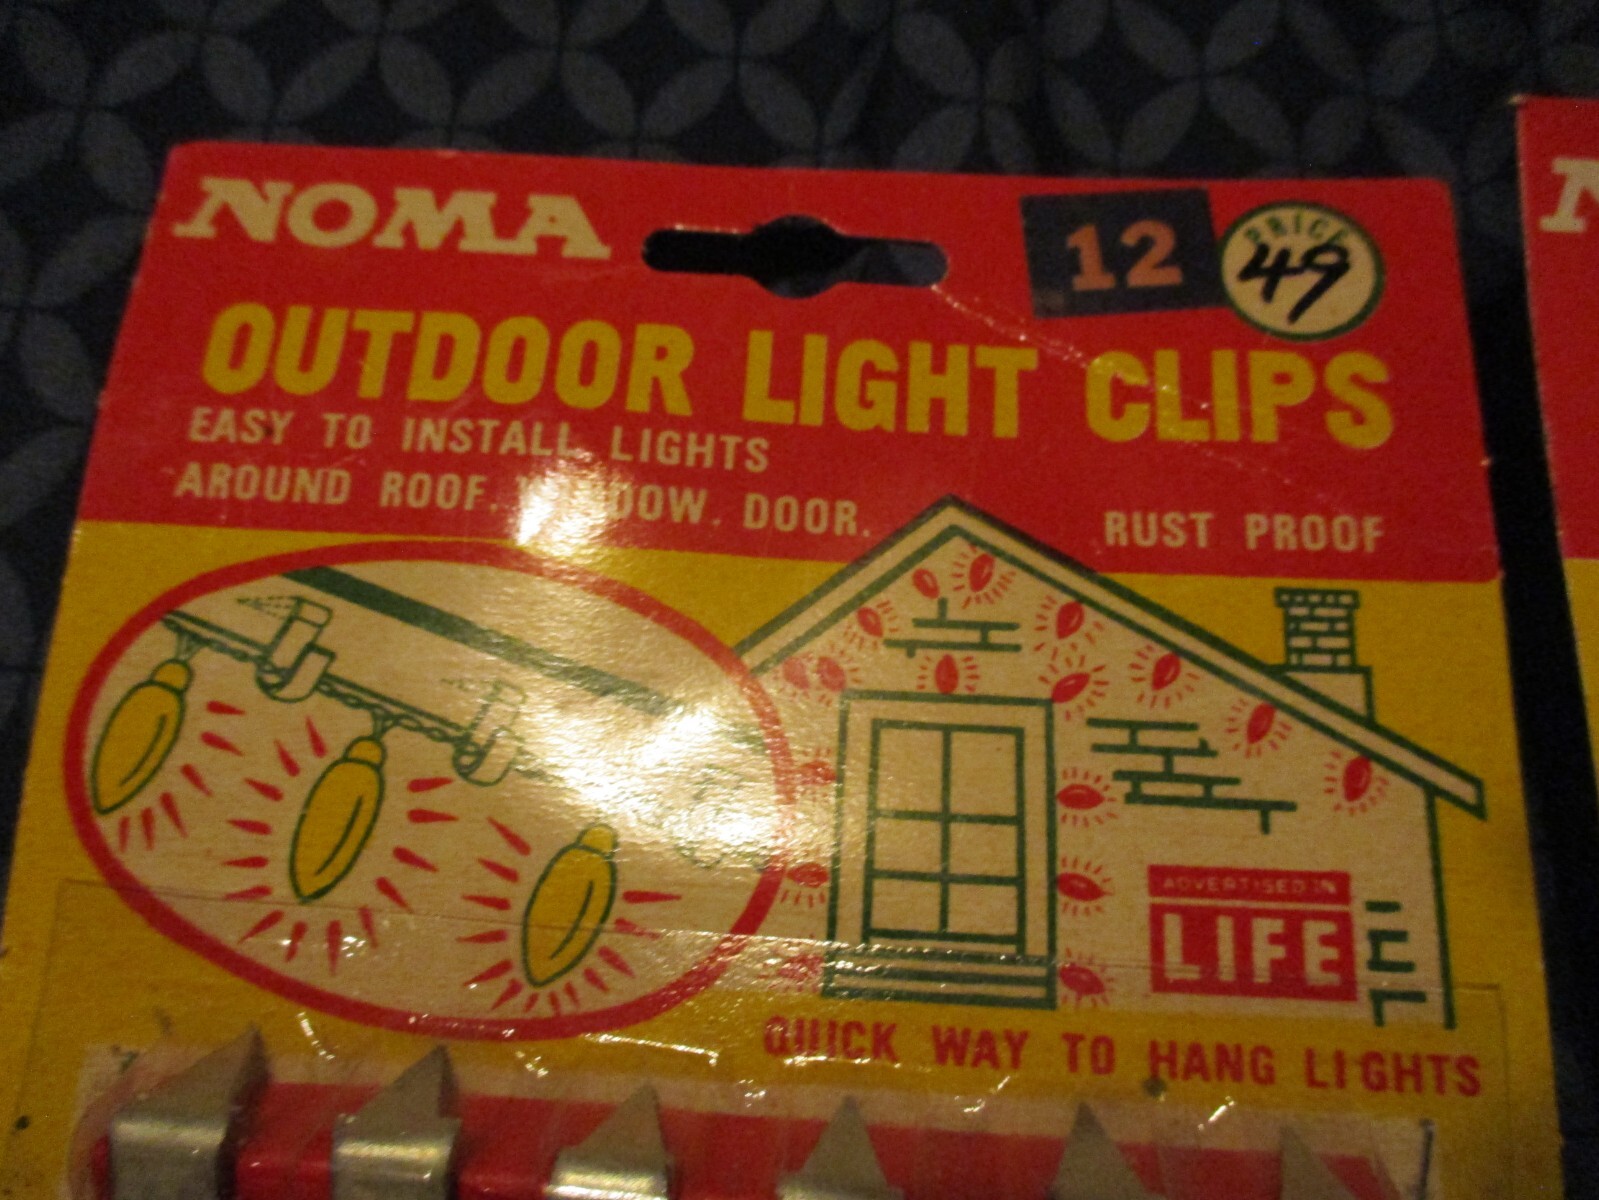 NOMA
12
PRICE
49
OUTDOOR LIGHT CLIPS
EASY TO INSTALL LIGHTS
AROUND ROOF. WINDOW. DOOR.
RUST PROOF
ADVERTISED IN
LIFE
QUICK WAY TO HANG LIGHTS
N